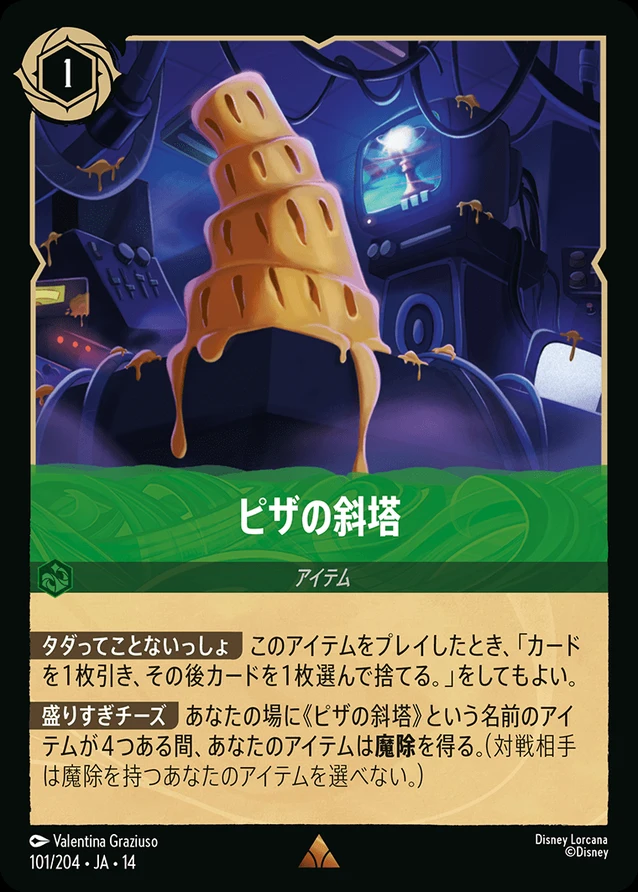 1
ピザの斜塔
アイテム
タダってことないっしょ このアイテムをプレイしたとき、「カード
を1枚引き、その後カードを1枚選んで捨てる。」をしてもよい。
盛りすぎチーズ あなたの場に《ピザの斜塔》という名前のアイ
テムが4つある間、あなたのアイテムは魔除を得る。(対戦相手
は魔除を持つあなたのアイテムを選べない。)
Valentina Graziuso
Disney Lorcana
101/204 • JA • 14
©Disney